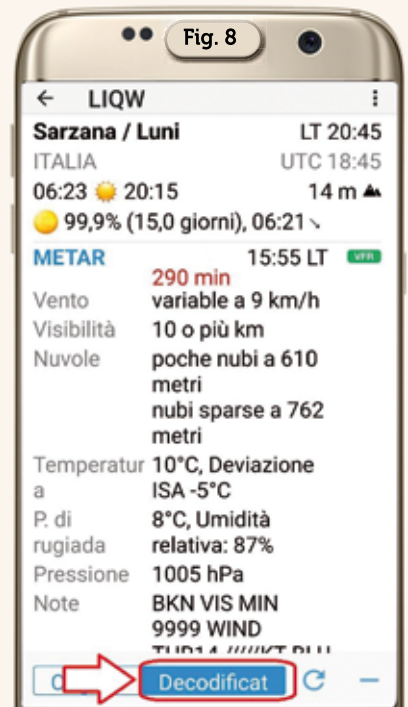 Fig. 8
LIQW
Sarzana / Luni LT 20:45
ITALIA UTC 18:45
06:23 20:15 14 m
99,9% (15,0 giorni), 06:21
METAR 15:55 LT VFR
290 min
Vento variable a 9 km/h
Visibilità 10 o più km
Nuvole poche nubi a 610
metri
nubi sparse a 762
metri
Temperatur 10°C, Deviazione
a ISA -5°C
P. di 8°C, Umidità
rugiada relativa: 87%
Pressione 1005 hPa
Note BKN VIS MIN
9999 WIND
Decodificat